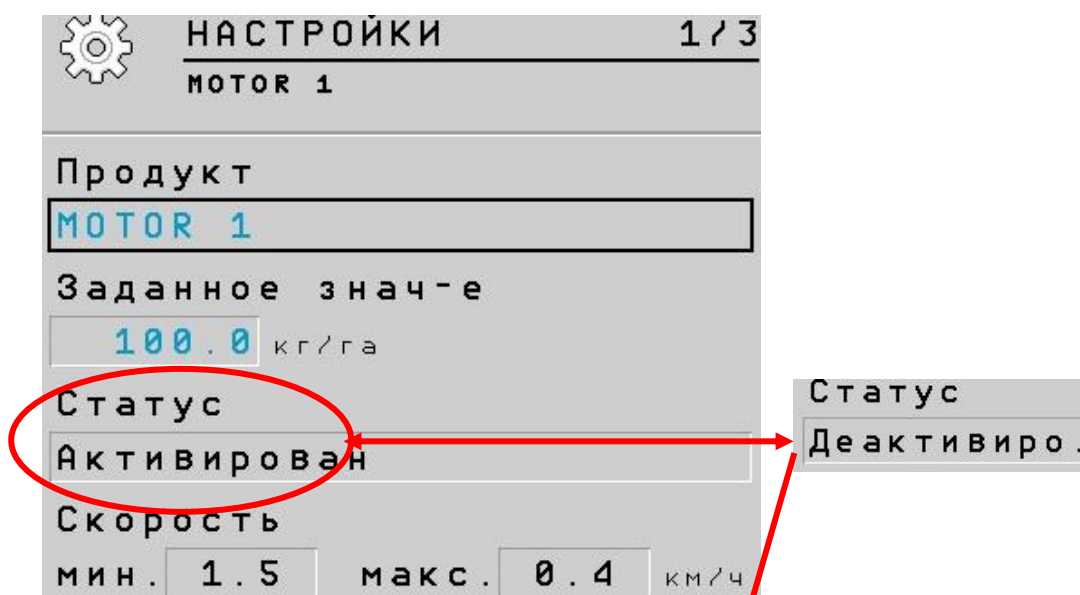 НАСТРОЙКИ 1/3
MOTOR 1
Продукт
MOTOR 1
Заданное знач-е
100.0 кг/га
Статус
Активирован
Скорость
мин. 1.5 макс. 0.4 км/ч
Статус
Деактивиро.